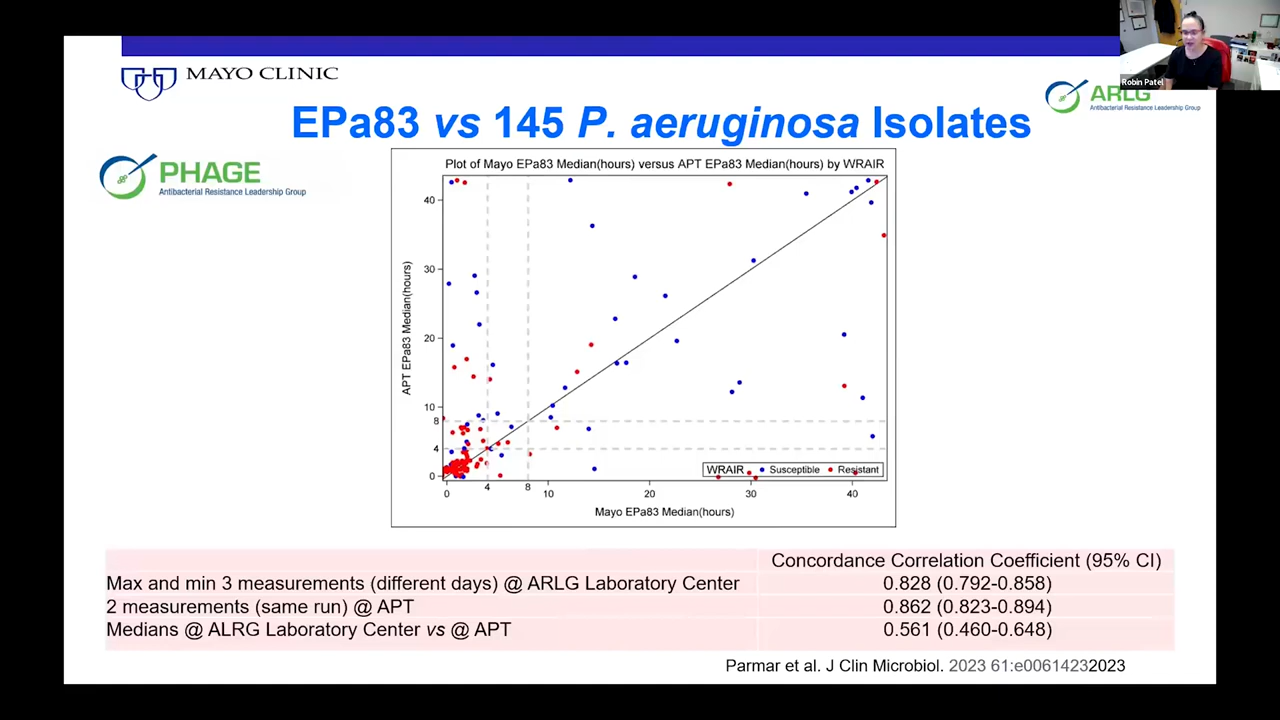 Robin Patel
MAYO CLINIC
ARLG
Antibacterial Resistance Leadership Group
EPa83 vs 145 P. aeruginosa Isolates
PHAGE
Antibacterial Resistance Leadership Group
Plot of Mayo EPa83 Median(hours) versus APT EPa83 Median(hours) by WRAIR
APT EPa83 Median(hours)
40
30
20
10
8
4
0
WRAIR Susceptible Resistant
0 4 8 10 20 30 40
Mayo EPa83 Median(hours)
Concordance Correlation Coefficient (95% CI)
Max and min 3 measurements (different days) @ ARLG Laboratory Center 0.828 (0.792-0.858)
2 measurements (same run) @ APT 0.862 (0.823-0.894)
Medians @ ALRG Laboratory Center vs @ APT 0.561 (0.460-0.648)
Parmar et al. J Clin Microbiol. 2023 61:e00614232023